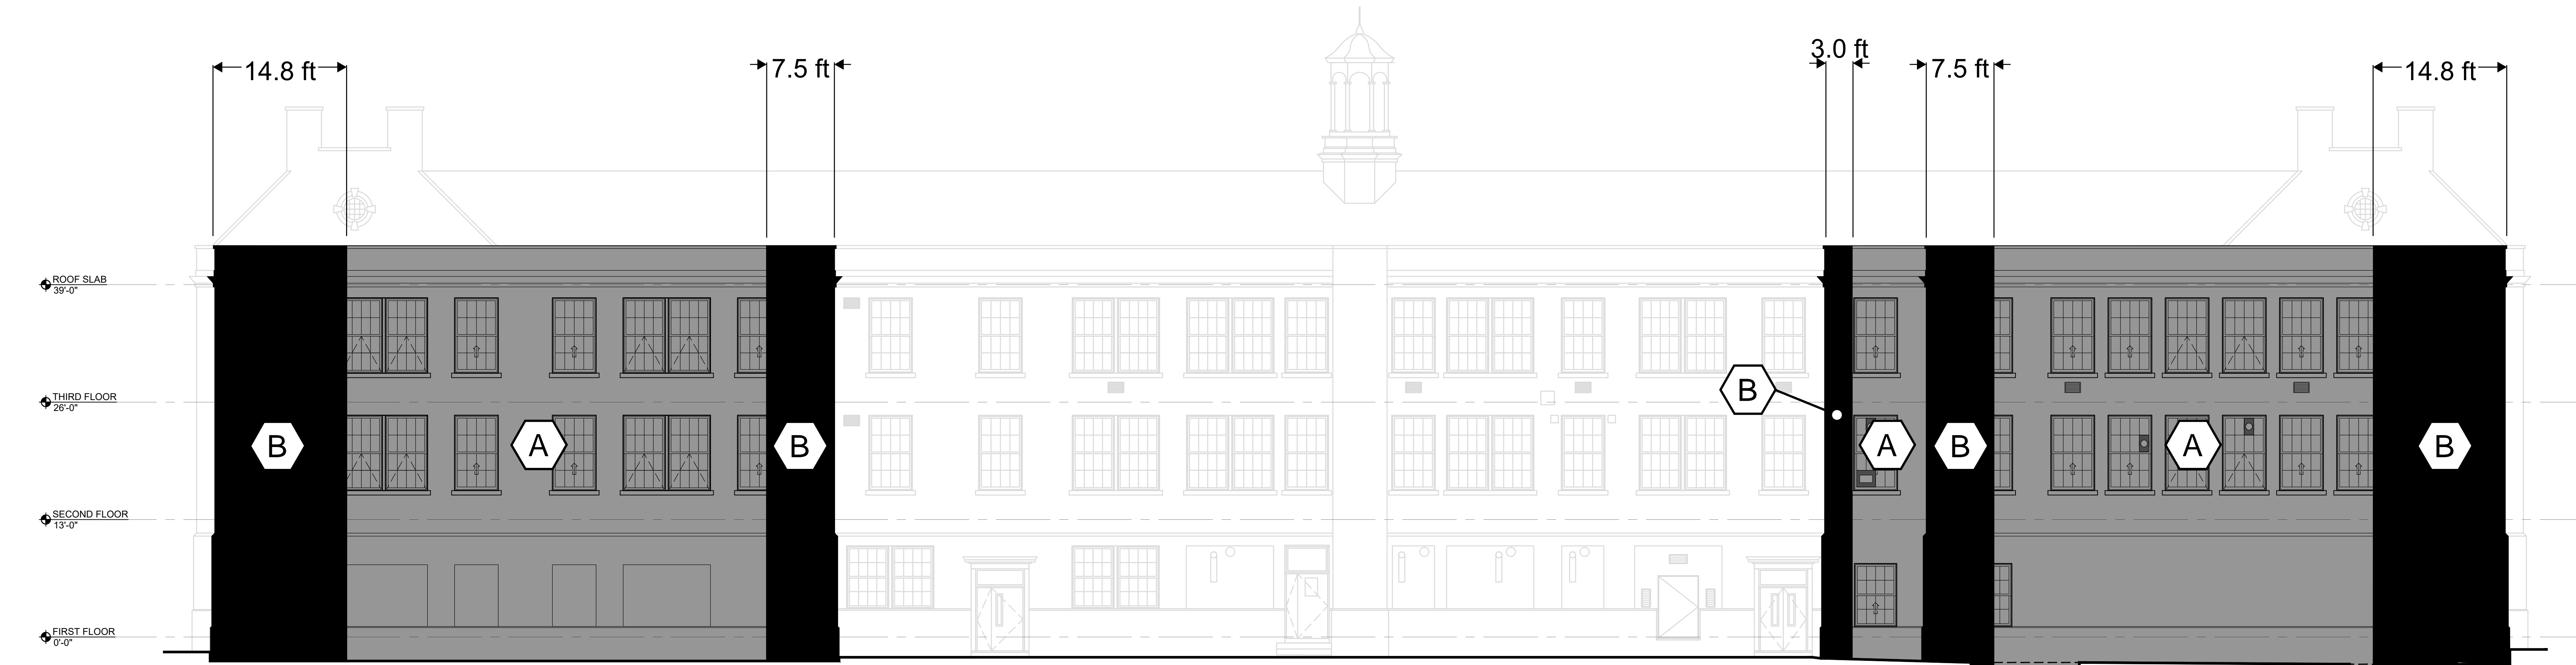 3.0 ft
14.8 ft
7.5 ft
7.5 ft
14.8 ft
ROOF SLAB
39'-0"
THIRD FLOOR
26'-0"
B
B
A
B
A
B
A
B
SECOND FLOOR
13'-0"
FIRST FLOOR
0'-0"